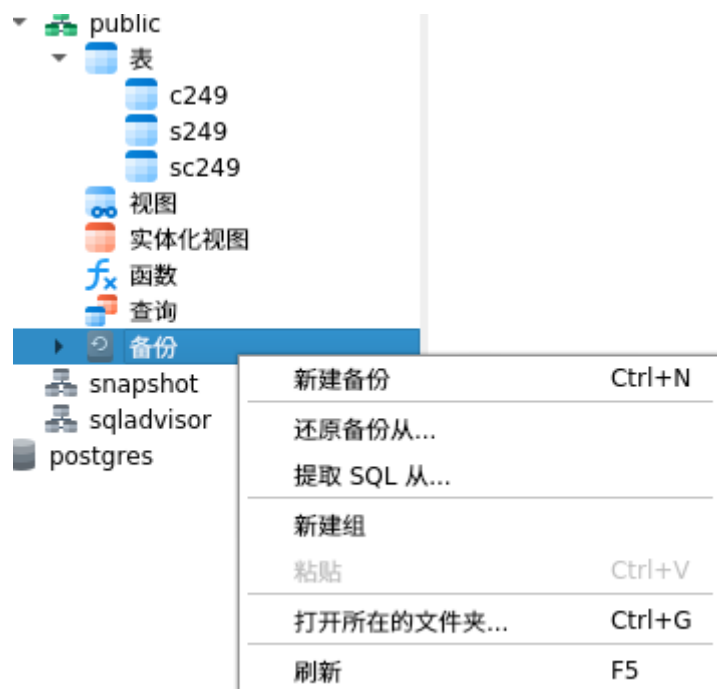 public
表
c249
s249
sc249
视图
实体化视图
fx 函数
查询
备份
新建备份 Ctrl+N
snapshot
sqladvisor
还原备份从...
postgres
提取 SQL 从...
新建组
粘贴 Ctrl+V
打开所在的文件夹... Ctrl+G
刷新 F5